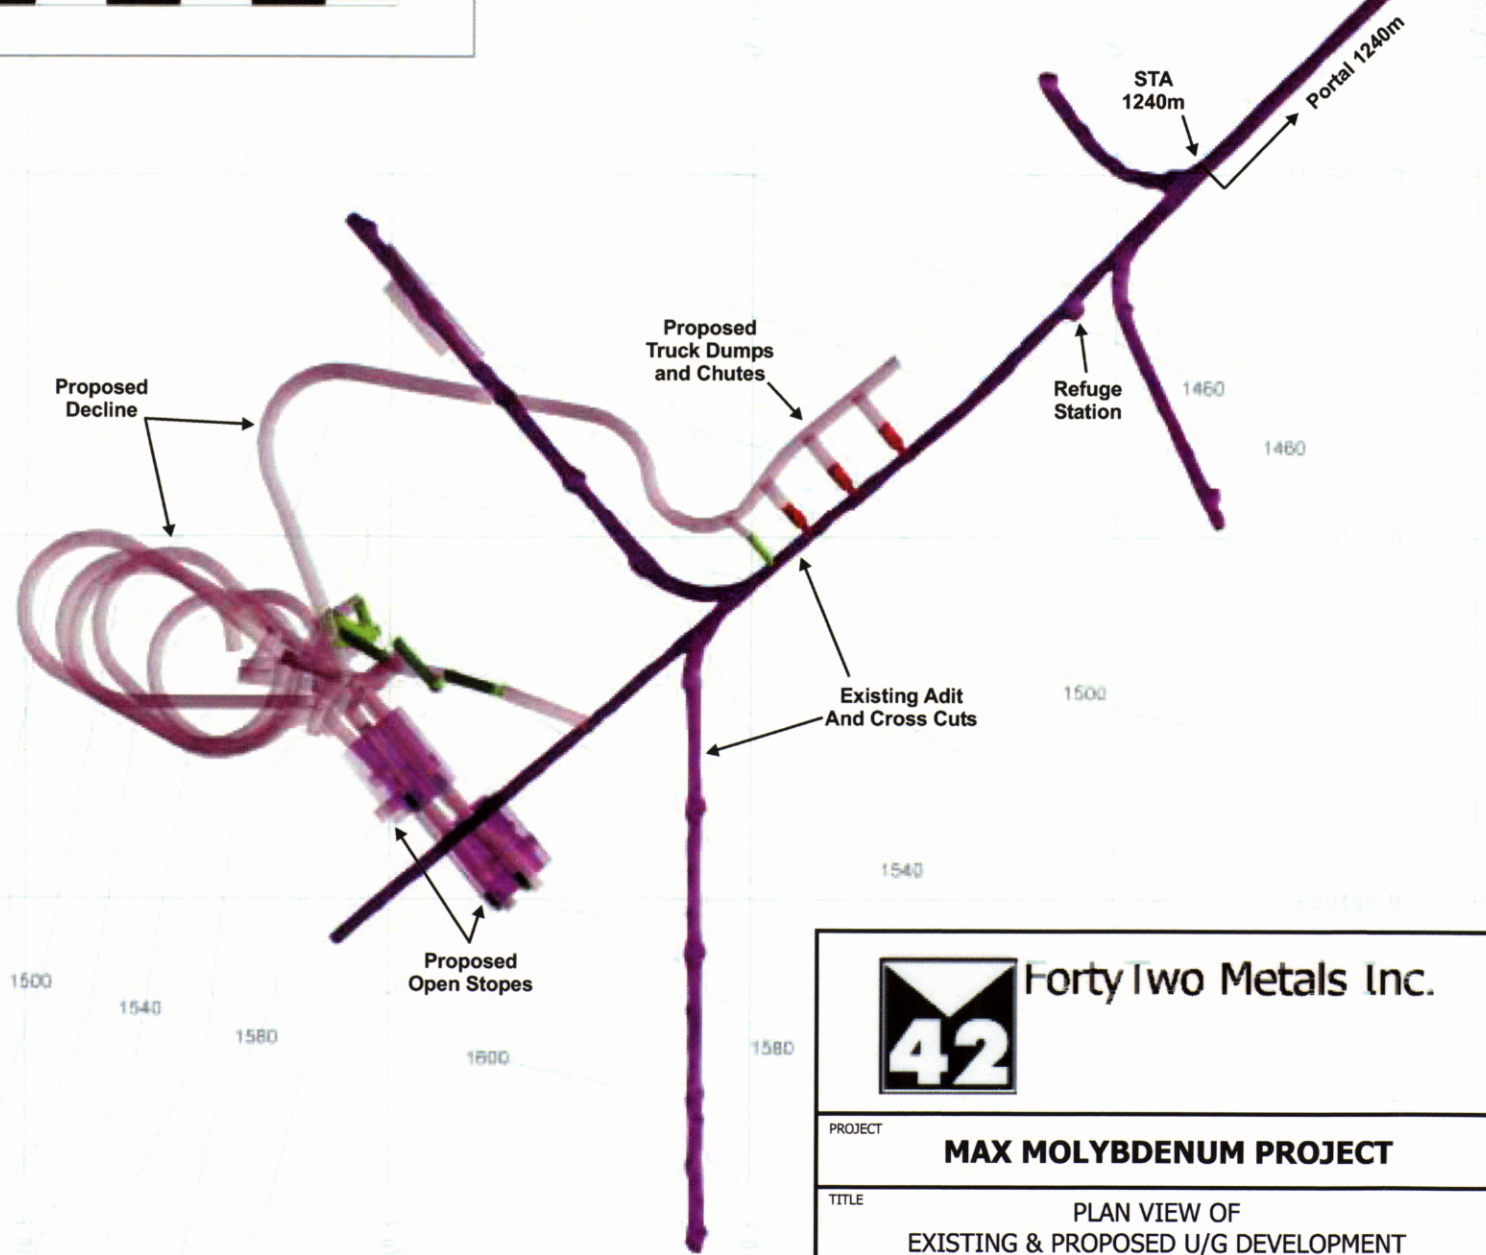 STA
1240m
Portal 1240m
Proposed
Truck Dumps
and Chutes
Proposed
Decline
Refuge
Station
1460
1460
Existing Adit
And Cross Cuts
1500
1540
Proposed
Open Stopes
1500
1540
1580
1600
1580
42
FortyTwo Metals Inc.
PROJECT
MAX MOLYBDENUM PROJECT
TITLE
PLAN VIEW OF
EXISTING & PROPOSED U/G DEVELOPMENT